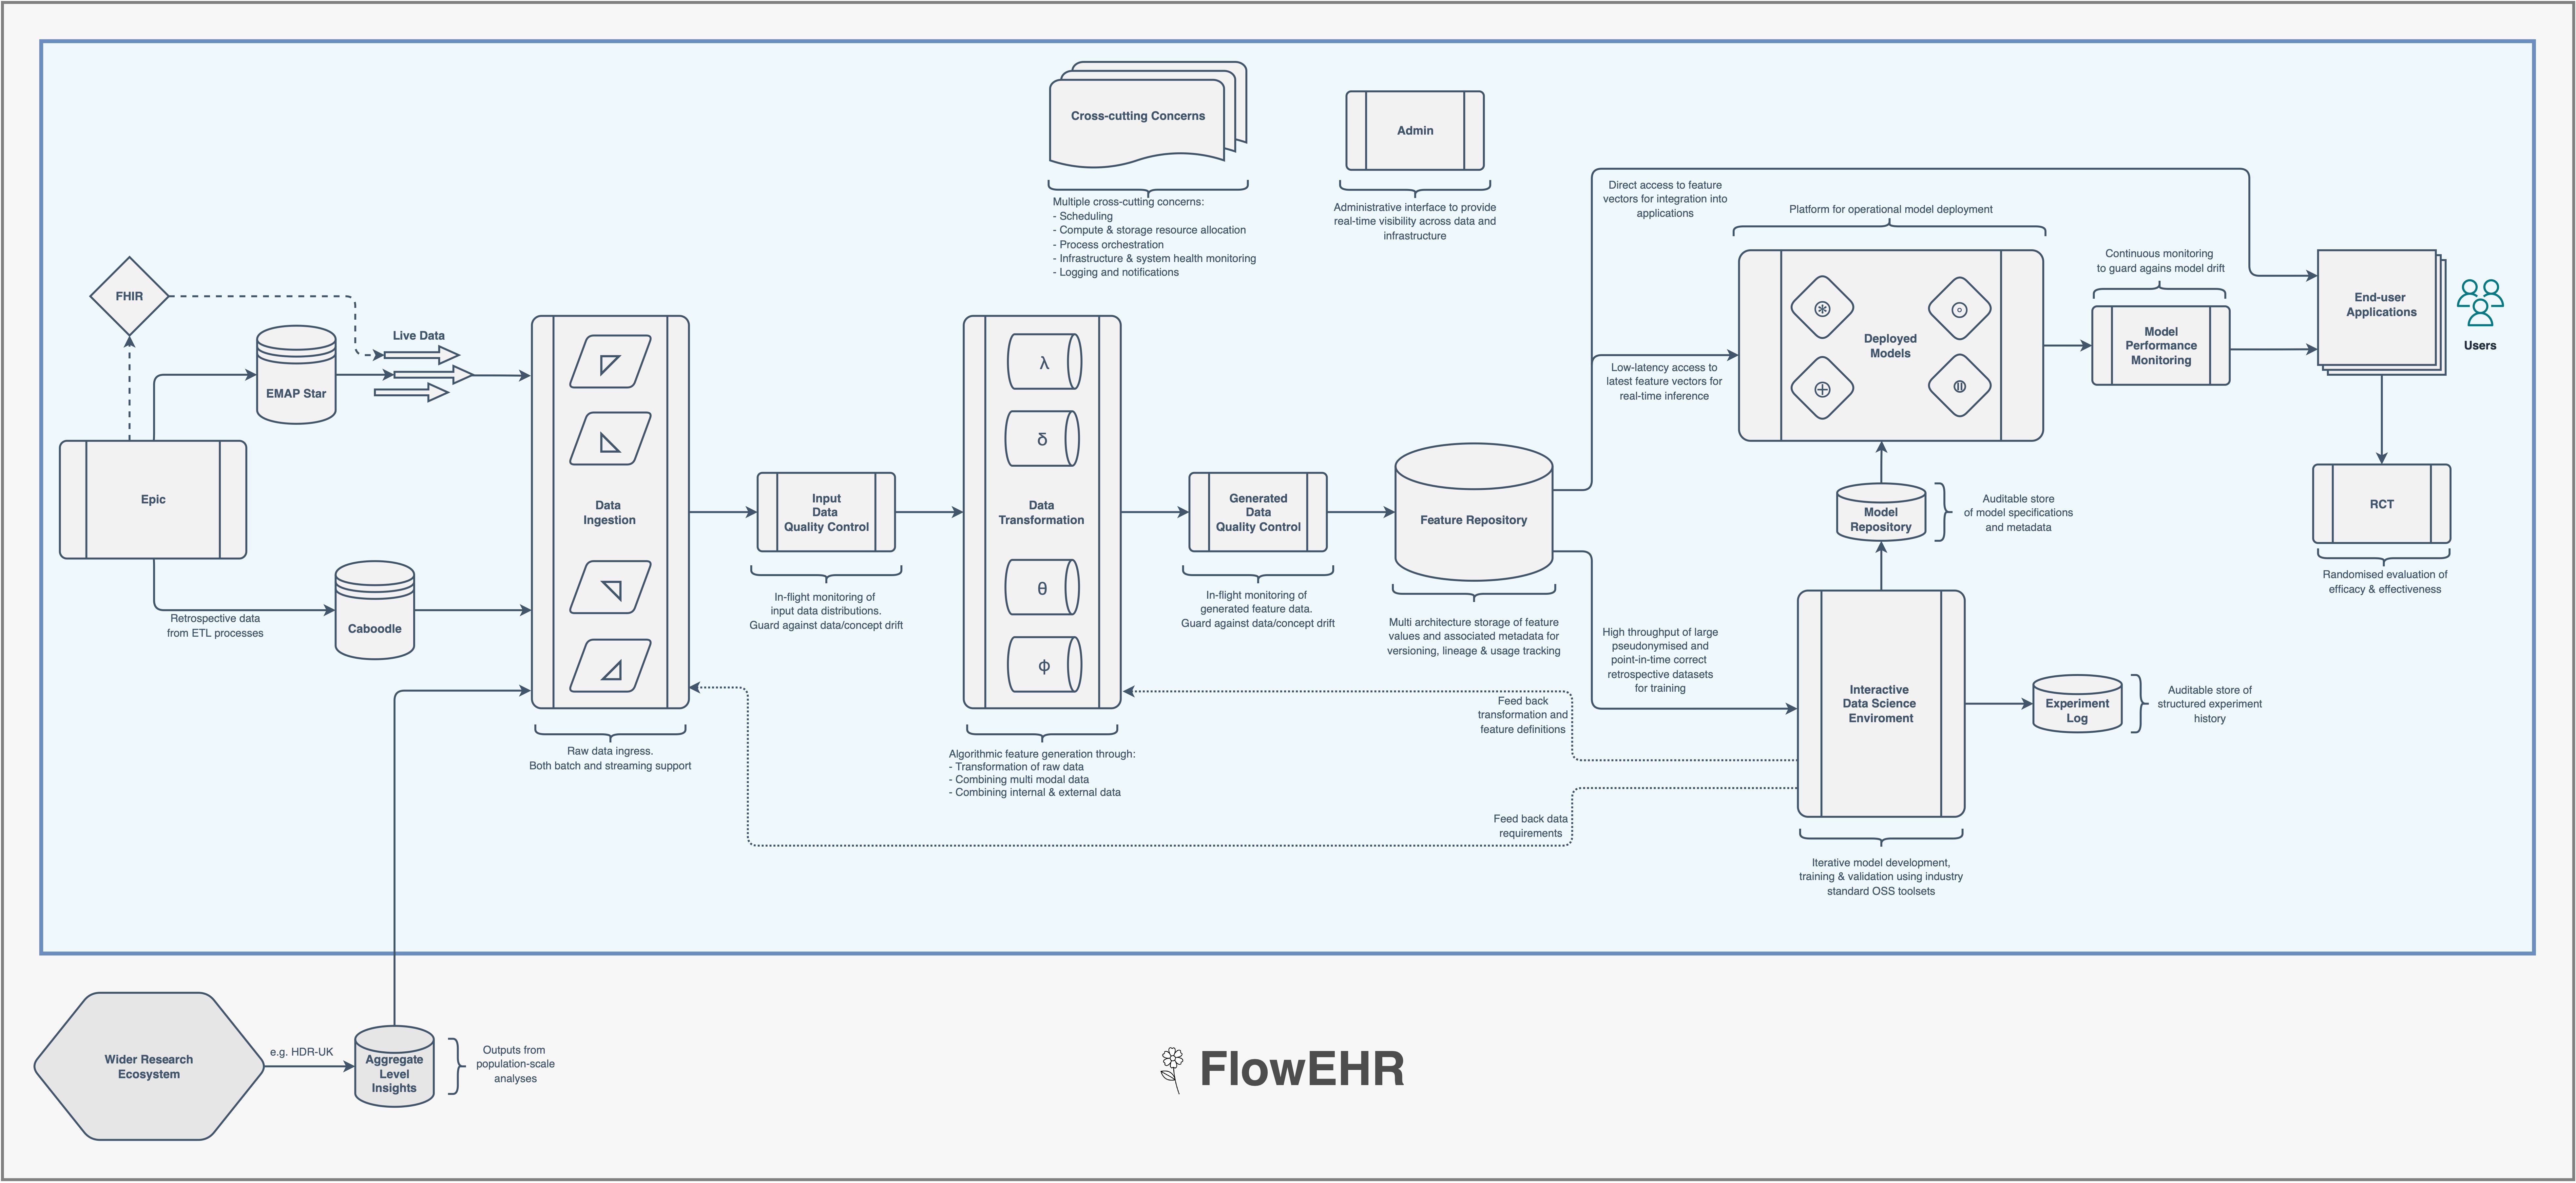 Cross-cutting Concerns
Multiple cross-cutting concerns:
- Scheduling
- Compute & storage resource allocation
- Process orchestration
- Infrastructure & system health monitoring
- Logging and notifications
Admin
Administrative interface to provide
real-time visibility across data and
infrastructure
FHIR
EMAP Star
Live Data
Epic
Retrospective data
from ETL processes
Caboodle
Data
Ingestion
Raw data ingress.
Both batch and streaming support
Input
Data
Quality Control
In-flight monitoring of
input data distributions.
Guard against data/concept drift
λ
δ
Data
Transformation
θ
ϕ
Algorithmic feature generation through:
- Transformation of raw data
- Combining multi modal data
- Combining internal & external data
Generated
Data
Quality Control
In-flight monitoring of
generated feature data.
Guard against data/concept drift
Feature Repository
Multi architecture storage of feature
values and associated metadata for
versioning, lineage & usage tracking
Direct access to feature
vectors for integration into
applications
Low-latency access to
latest feature vectors for
real-time inference
High throughput of large
pseudonymised and
point-in-time correct
retrospective datasets
for training
Feed back
transformation and
feature definitions
Feed back data
requirements
Platform for operational model deployment
Deployed
Models
Continuous monitoring
to guard agains model drift
Model
Performance
Monitoring
End-user
Applications
Users
RCT
Randomised evaluation of
efficacy & effectiveness
Model
Repository
Auditable store
of model specifications
and metadata
Interactive
Data Science
Enviroment
Iterative model development,
training & validation using industry
standard OSS toolsets
Experiment
Log
Auditable store of
structured experiment
history
Wider Research
Ecosystem
e.g. HDR-UK
Aggregate
Level
Insights
Outputs from
population-scale
analyses
FlowEHR